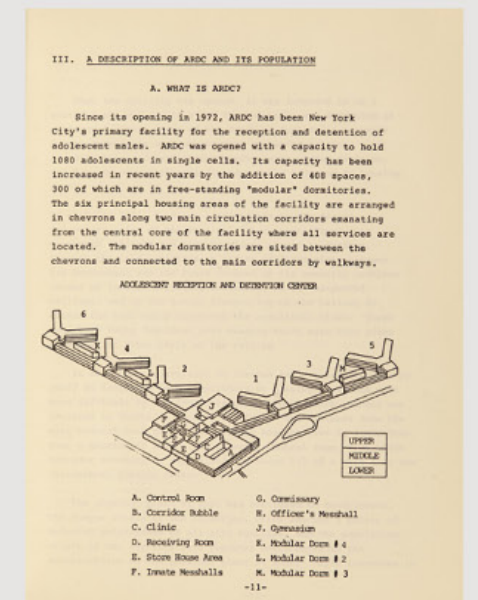 III. A DESCRIPTION OF ARDC AND ITS POPULATION
A. WHAT IS ARDC?
Since its opening in 1972, ARDC has been New York
City's primary facility for the reception and detention of
adolescent males. ARDC was opened with a capacity to hold
1080 adolescents in single cells. Its capacity has been
increased in recent years by the addition of 408 spaces,
300 of which are in free-standing "modular" dormitories.
The six principal housing areas of the facility are arranged
in chevrons along two main circulation corridors emanating
from the central core of the facility where all services are
located. The modular dormitories are sited between the
chevrons and connected to the main corridors by walkways.
ADOLESCENT RECEPTION AND DETENTION CENTER
6
4
2
1
3
5
K
L
M
J
D
A
UPPER
MIDDLE
LOWER
A. Control Room
B. Corridor Bubble
C. Clinic
D. Receiving Room
E. Store House Area
F. Inmate Messhalls
G. Commissary
H. Officer's Messhall
J. Gymnasium
K. Modular Dorm # 4
L. Modular Dorm # 2
M. Modular Dorm # 3
-11-